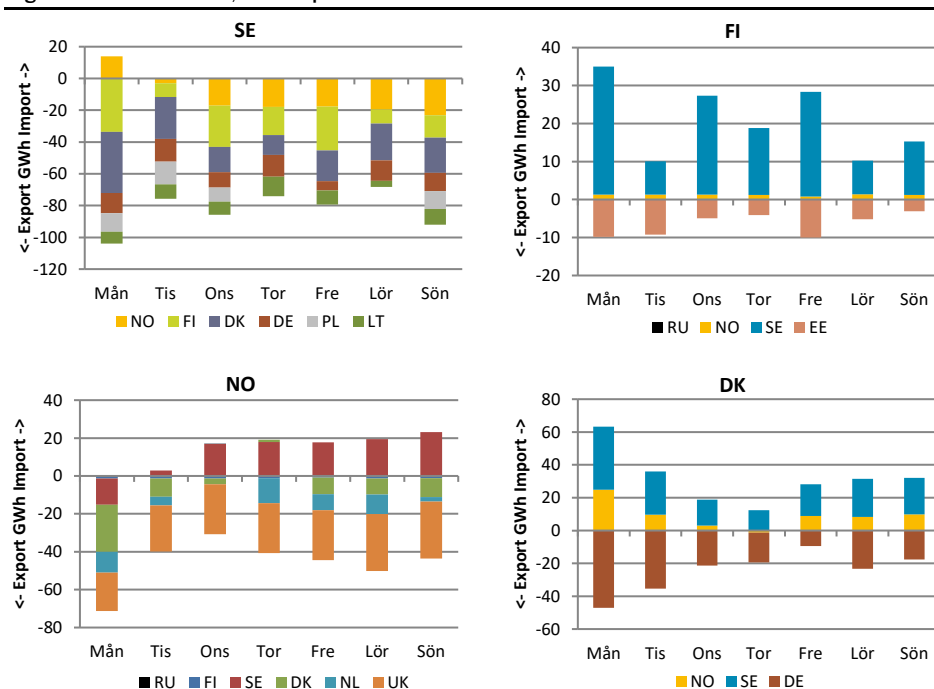 SE
20
0
-20
-40
-60
-80
-100
-120
<- Export GWh Import ->
Mån Tis Ons Tor Fre Lör Sön
NO FI DK DE PL LT
FI
40
30
20
10
0
-10
-20
<- Export GWh Import ->
Mån Tis Ons Tor Fre Lör Sön
RU NO SE EE
NO
40
20
0
-20
-40
-60
-80
<- Export GWh Import ->
Mån Tis Ons Tor Fre Lör Sön
RU FI SE DK NL UK
DK
80
60
40
20
0
-20
-40
-60
<- Export GWh Import ->
Mån Tis Ons Tor Fre Lör Sön
NO SE DE